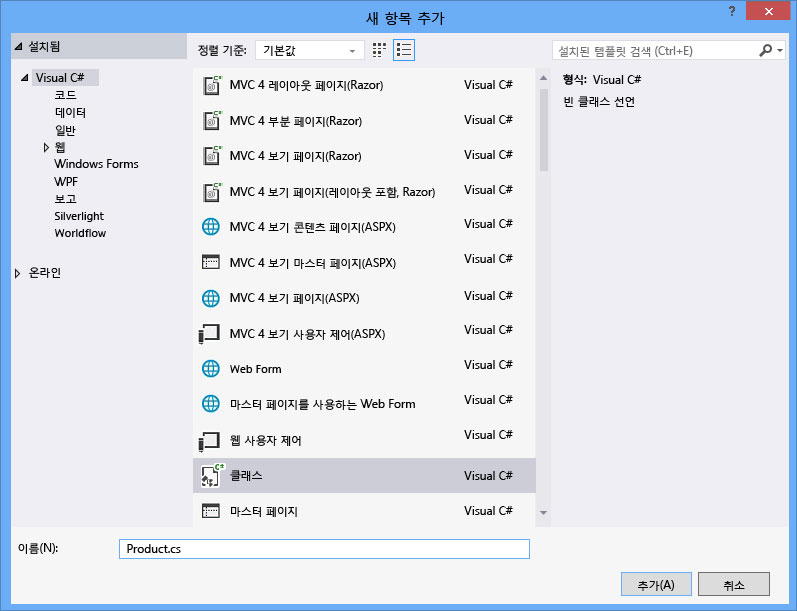 새 항목 추가
? ×
설치됨
정렬 기준: 기본값
설치된 템플릿 검색 (Ctrl+E)
Visual C#
코드
데이터
일반
웹
Windows Forms
WPF
보고
Silverlight
Worldflow
온라인
MVC 4 레이아웃 페이지(Razor) Visual C#
MVC 4 부분 페이지(Razor) Visual C#
MVC 4 보기 페이지(Razor) Visual C#
MVC 4 보기 페이지(레이아웃 포함, Razor) Visual C#
MVC 4 보기 콘텐츠 페이지(ASPX) Visual C#
MVC 4 보기 마스터 페이지(ASPX) Visual C#
MVC 4 보기 페이지(ASPX) Visual C#
MVC 4 보기 사용자 제어(ASPX) Visual C#
Web Form Visual C#
마스터 페이지를 사용하는 Web Form Visual C#
웹 사용자 제어 Visual C#
클래스 Visual C#
마스터 페이지 Visual C#
형식: Visual C#
빈 클래스 선언
이름(N): Product.cs
추가(A) 취소